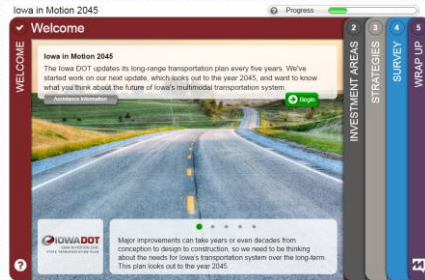 Iowa in Motion 2045
Progress
Welcome
WELCOME
Iowa in Motion 2045
The Iowa DOT updates its long-range transportation plan every five years. We've
started work on our next update, which looks out to the year 2045, and want to know
what you think about the future of Iowa's multimodal transportation system.
Assistance Information
Begin
IOWADOT
Major improvements can take years or even decades from
conception to design to construction, so we need to be thinking
about the needs for Iowa's transportation system over the long-term.
This plan looks out to the year 2045.
2
INVESTMENT AREAS
3
STRATEGIES
4
SURVEY
5
WRAP UP